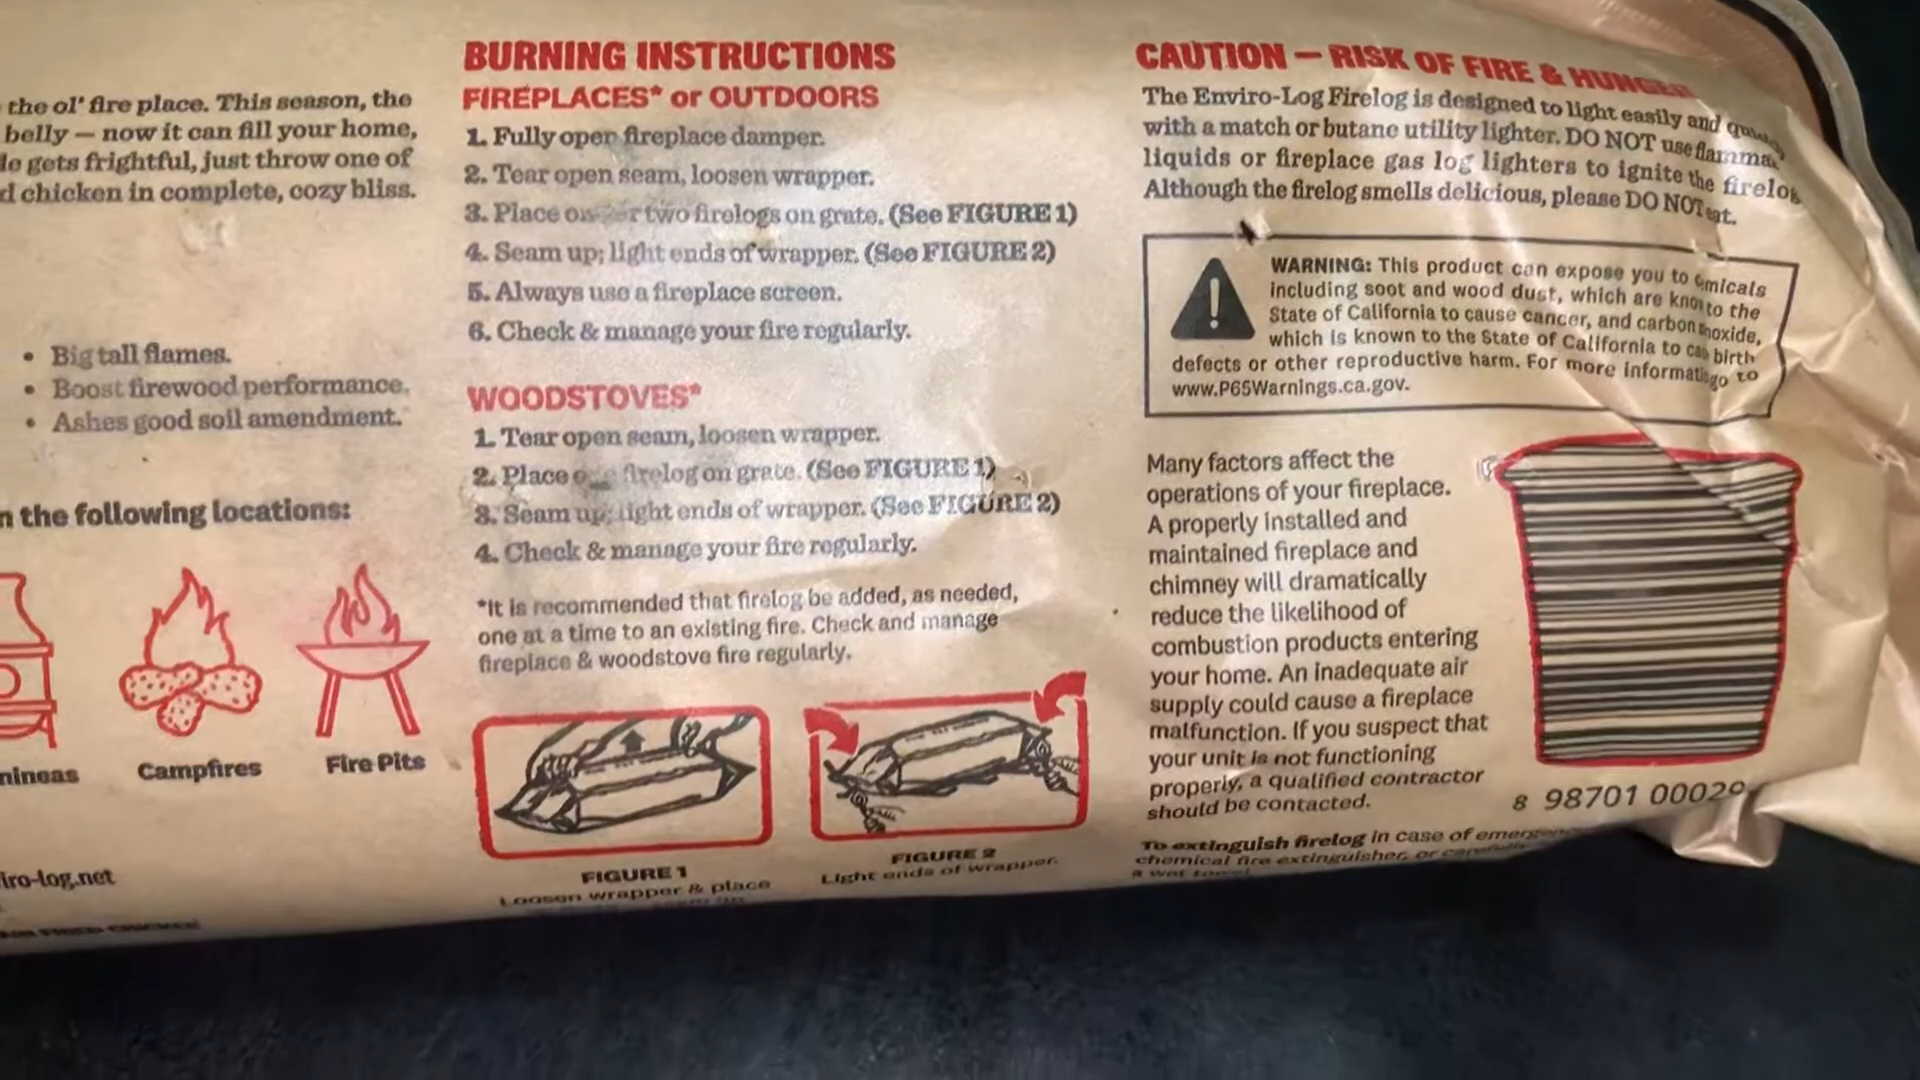 the ol' fire place. This season, the
belly — now it can fill your home,
gets frightful, just throw one of
chicken in complete, cozy bliss.
• Big tall flames.
• Boost firewood performance.
• Ashes good soil amendment.
the following locations:
Campfires
Fire Pits
BURNING INSTRUCTIONS
FIREPLACES* or OUTDOORS
1. Fully open fireplace damper.
2. Tear open seam, loosen wrapper.
3. Place or two firelogs on grate. (See FIGURE 1)
4. Seam up; light ends of wrapper. (See FIGURE 2)
5. Always use a fireplace screen.
6. Check & manage your fire regularly.
WOODSTOVES*
1. Tear open seam, loosen wrapper.
2. Place firelog on grate. (See FIGURE 1)
3. Seam up; light ends of wrapper. (See FIGURE 2)
4. Check & manage your fire regularly.
*It is recommended that firelog be added, as needed,
one at a time to an existing fire. Check and manage
fireplace & woodstove fire regularly.
FIGURE 1
Loosen wrapper & place
FIGURE 2
Light ends of wrapper.
CAUTION — RISK OF FIRE & HUNGER
The Enviro-Log Firelog is designed to light easily and
with a match or butane utility lighter. DO NOT use
liquids or fireplace gas log lighters to ignite the firelog
Although the firelog smells delicious, please DO NOT eat.
WARNING: This product can expose you to
including soot and wood dust, which are to the
State of California to cause cancer, and carbon
which is known to the State of California to birth
defects or other reproductive harm. For more go to
www.P65Warnings.ca.gov.
Many factors affect the
operations of your fireplace.
A properly installed and
maintained fireplace and
chimney will dramatically
reduce the likelihood of
combustion products entering
your home. An inadequate air
supply could cause a fireplace
malfunction. If you suspect that
your unit is not functioning
properly, a qualified contractor
should be contacted.
8 98701 0002
To extinguish firelog in case of
chemical fire extinguisher, or
a wet towel.